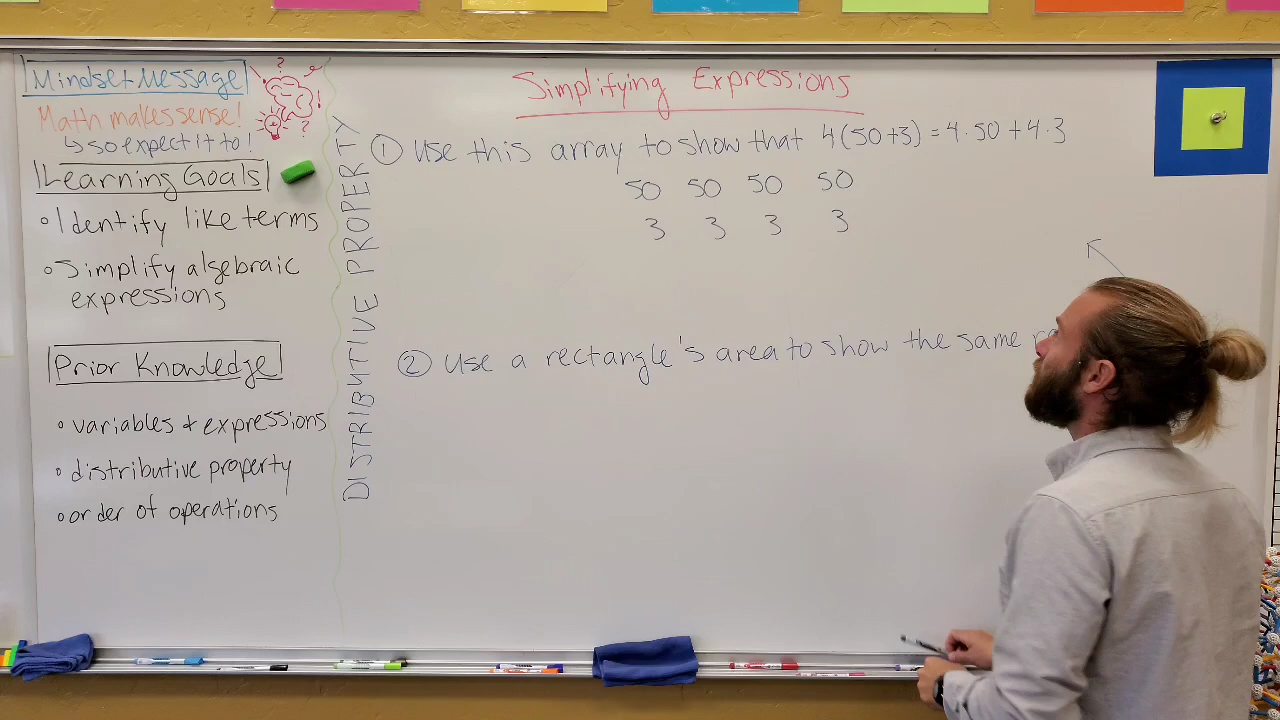 Mindset Message
Math makes sense!
↳ so expect it to!
Learning Goals
• Identify like terms
• Simplify algebraic
expressions
Prior Knowledge
• variables + expressions
• distributive property
• order of operations
DISTRIBUTIVE PROPERTY
Simplifying Expressions
① Use this array to show that 4(50+3) = 4·50 + 4·3
50 50 50 50
3 3 3 3
② Use a rectangle's area to show the same